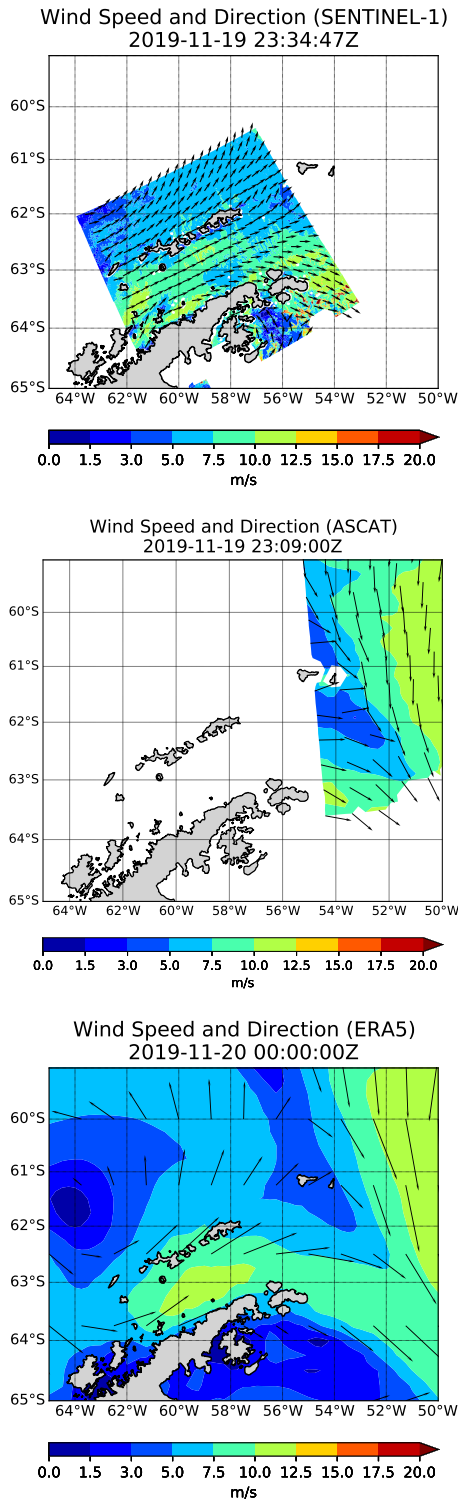 Wind Speed and Direction (SENTINEL-1)
2019-11-19 23:34:47Z
60°S
61°S
62°S
63°S
64°S
65°S
64°W 62°W 60°W 58°W 56°W 54°W 52°W 50°W
0.0 1.5 3.0 5.0 7.5 10.0 12.5 15.0 17.5 20.0
m/s
Wind Speed and Direction (ASCAT)
2019-11-19 23:09:00Z
60°S
61°S
62°S
63°S
64°S
65°S
64°W 62°W 60°W 58°W 56°W 54°W 52°W 50°W
0.0 1.5 3.0 5.0 7.5 10.0 12.5 15.0 17.5 20.0
m/s
Wind Speed and Direction (ERA5)
2019-11-20 00:00:00Z
60°S
61°S
62°S
63°S
64°S
65°S
64°W 62°W 60°W 58°W 56°W 54°W 52°W 50°W
0.0 1.5 3.0 5.0 7.5 10.0 12.5 15.0 17.5 20.0
m/s